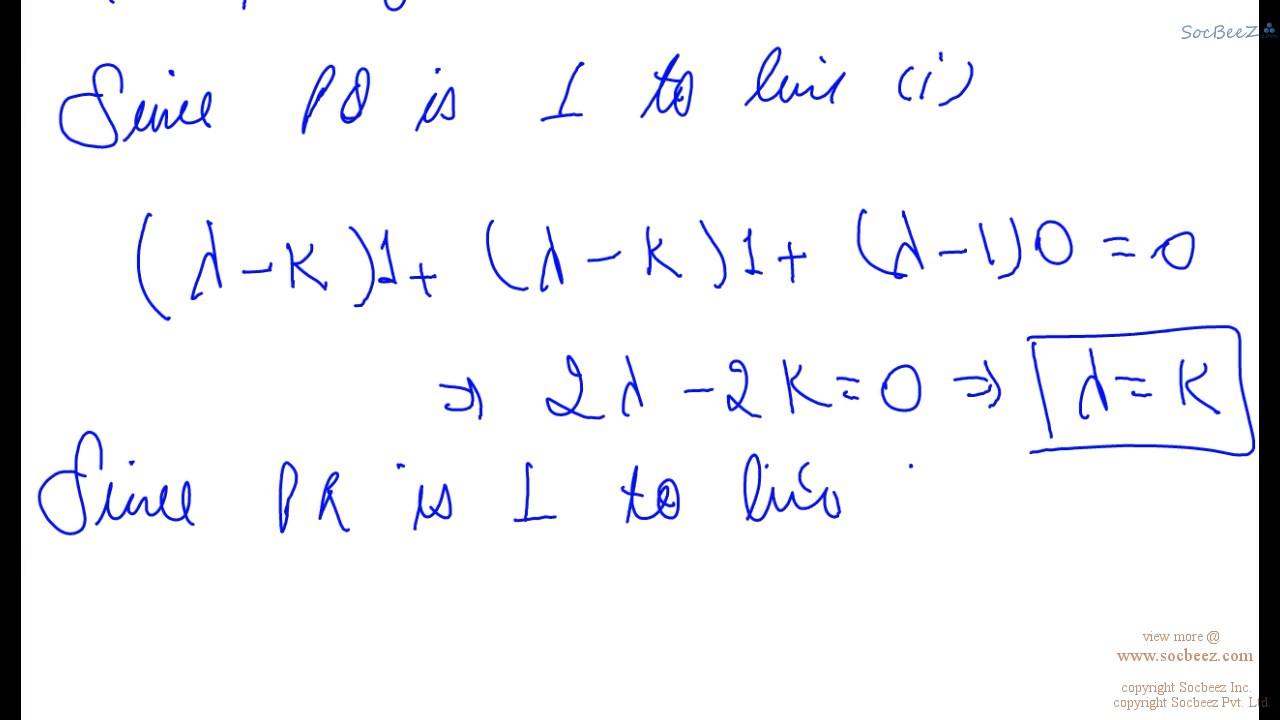 SocBeeZ
Since PQ is ⊥ to line (i)
(λ-K)1+ (λ-K)1+ (λ-1)0 = 0
⇒ 2λ - 2K = 0 ⇒ λ = K
Since PR is ⊥ to line
view more @
www.socbeez.com
copyright Socbeez Inc.
copyright Socbeez Pvt. Ltd.